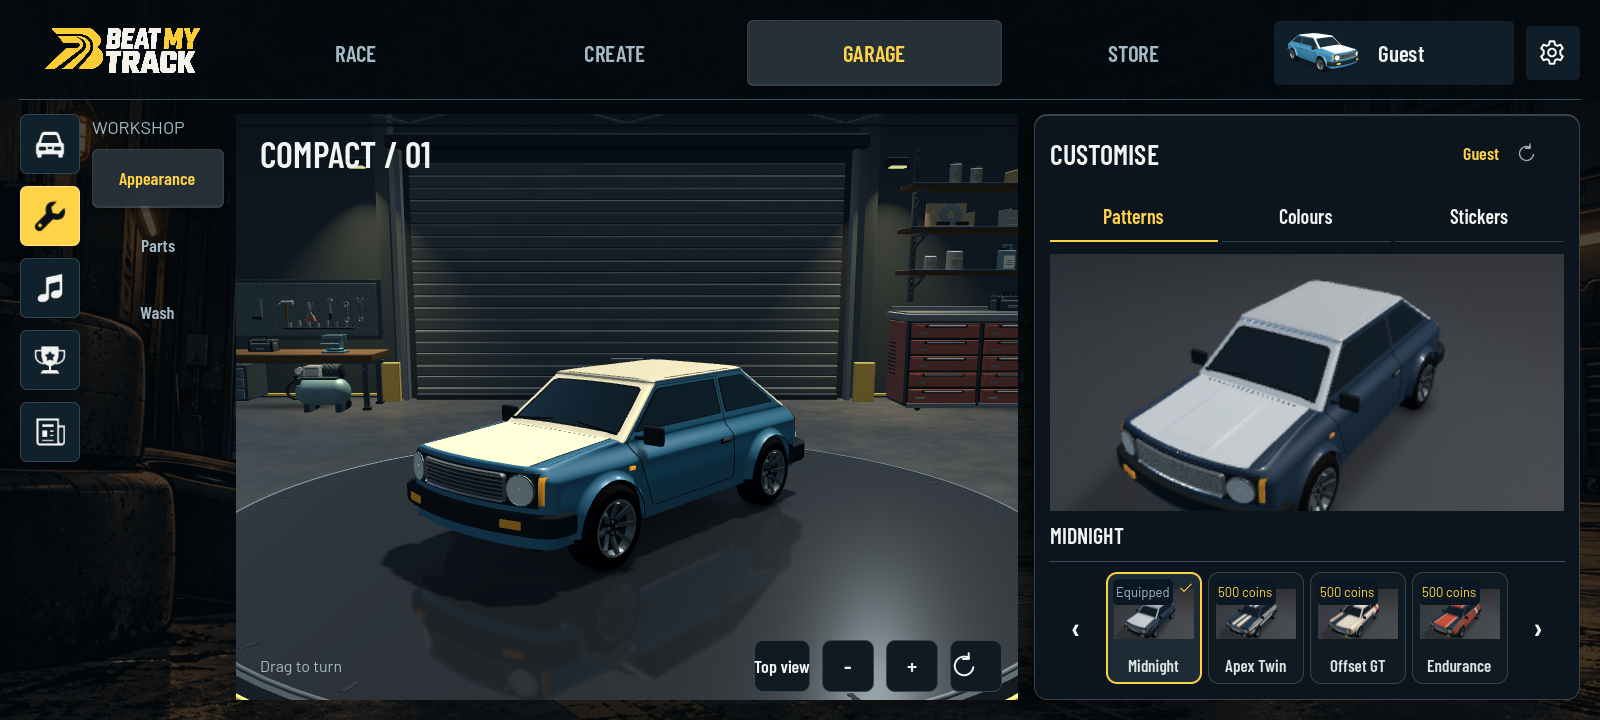 BEAT MY
TRACK
RACE
CREATE
GARAGE
STORE
Guest
WORKSHOP
Appearance
Parts
Wash
COMPACT / 01
Drag to turn
Top view
-
+
CUSTOMISE
Guest
Patterns
Colours
Stickers
MIDNIGHT
‹
Equipped
Midnight
500 coins
Apex Twin
500 coins
Offset GT
500 coins
Endurance
›